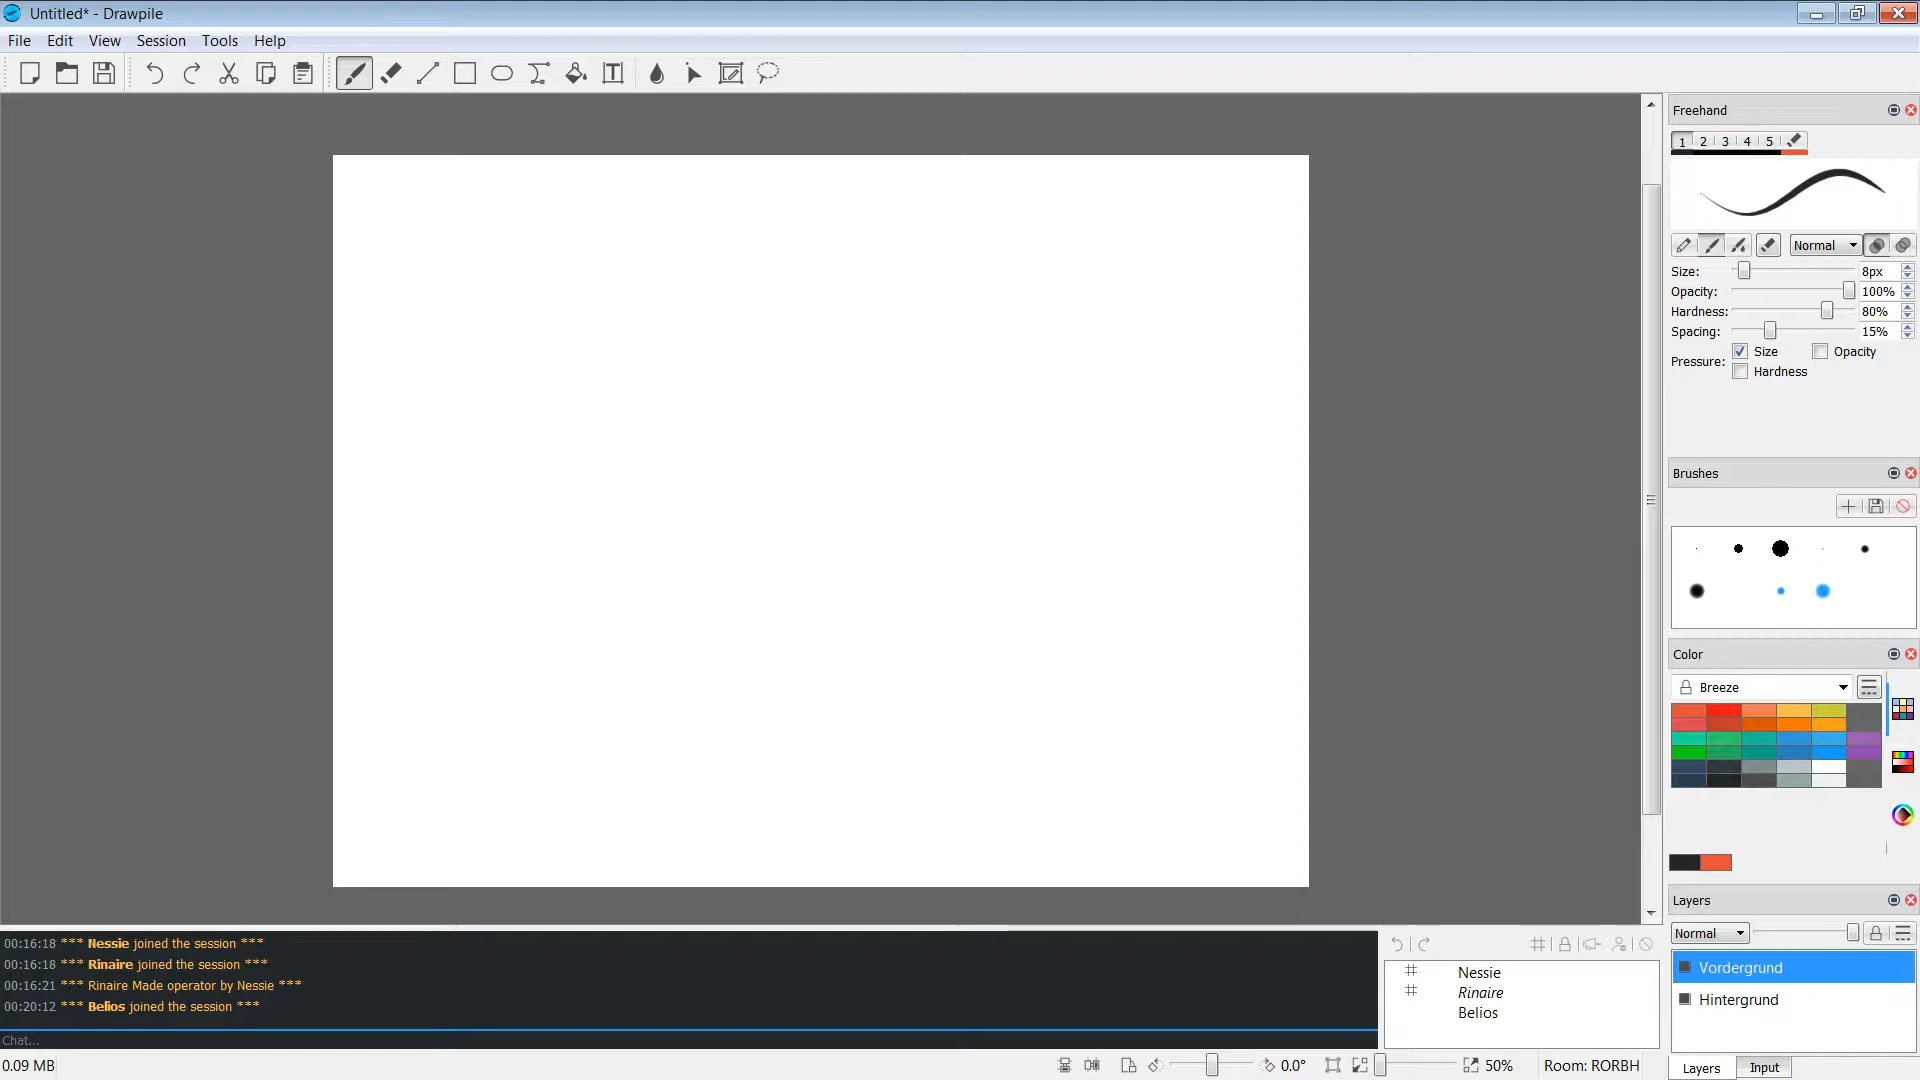 Untitled* - Drawpile
File Edit View Session Tools Help
Freehand
1 2 3 4 5
Normal
Size: 8px
Opacity: 100%
Hardness: 80%
Spacing: 15%
Pressure: Size Opacity
Hardness
Brushes
Color
Breeze
Layers
Normal
Vordergrund
Hintergrund
00:16:18 *** Nessie joined the session ***
00:16:18 *** Rinaire joined the session ***
00:16:21 *** Rinaire Made operator by Nessie ***
00:20:12 *** Belios joined the session ***
Chat...
# Nessie
# Rinaire
Belios
0.09 MB
0.0°
50%
Room: RORBH
Layers Input